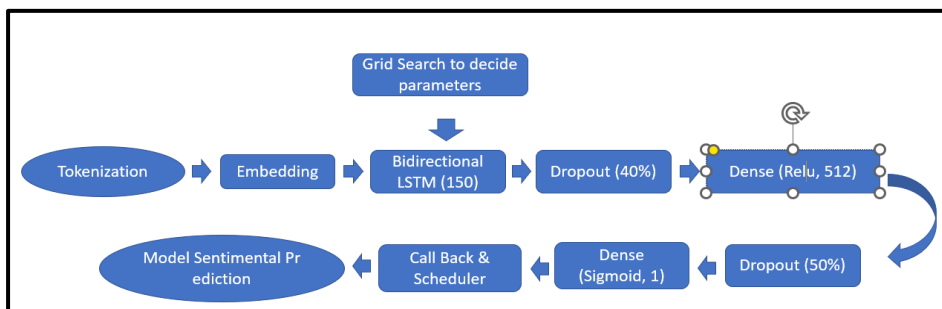 Grid Search to decide
parameters
Tokenization
Embedding
Bidirectional
LSTM (150)
Dropout (40%)
Dense (Relu, 512)
Model Sentimental Pr
ediction
Call Back &
Scheduler
Dense
(Sigmoid, 1)
Dropout (50%)